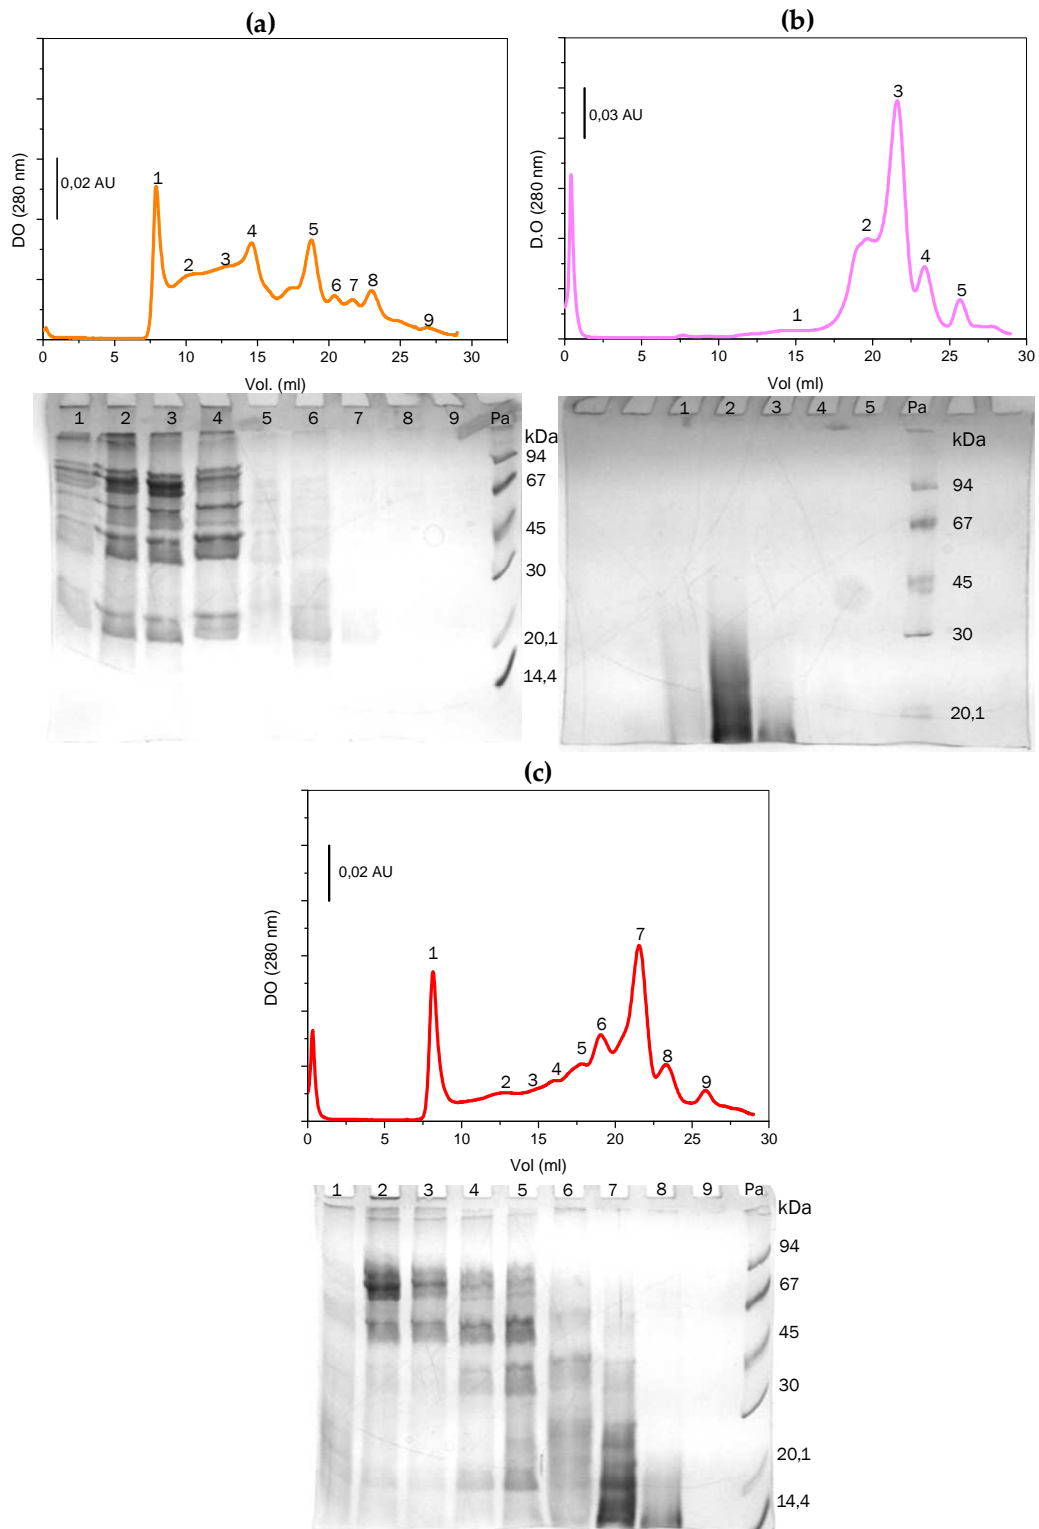 (a)
DO (280 nm)
0,02 AU
1
2
3
4
5
6
7
8
9
0 5 10 15 20 25 30
Vol. (ml)
1 2 3 4 5 6 7 8 9 Pa
kDa
94
67
45
30
20,1
14,4
(b)
D.O (280 nm)
0,03 AU
1
2
3
4
5
0 5 10 15 20 25 30
Vol (ml)
1 2 3 4 5 Pa
kDa
94
67
45
30
20,1
(c)
DO (280 nm)
0,02 AU
1
2
3
4
5
6
7
8
9
0 5 10 15 20 25 30
Vol (ml)
1 2 3 4 5 6 7 8 9 Pa
kDa
94
67
45
30
20,1
14,4